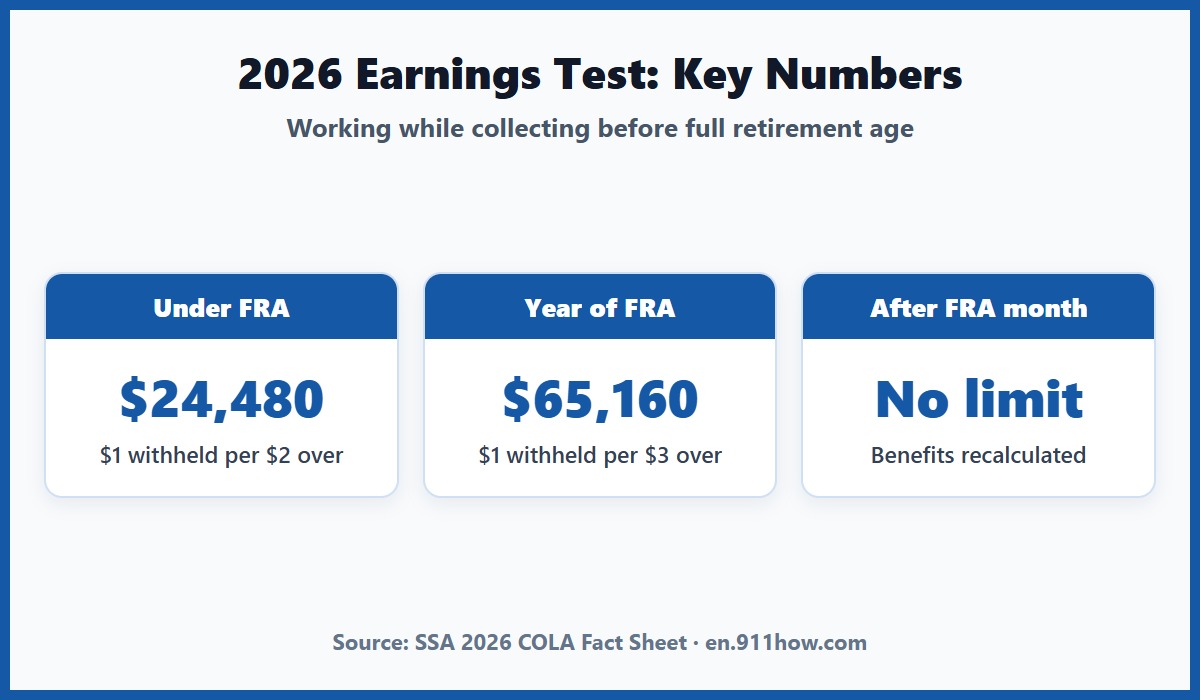 2026 Earnings Test: Key Numbers
Working while collecting before full retirement age
Under FRA
$24,480
$1 withheld per $2 over
Year of FRA
$65,160
$1 withheld per $3 over
After FRA month
No limit
Benefits recalculated
Source: SSA 2026 COLA Fact Sheet · en.911how.com